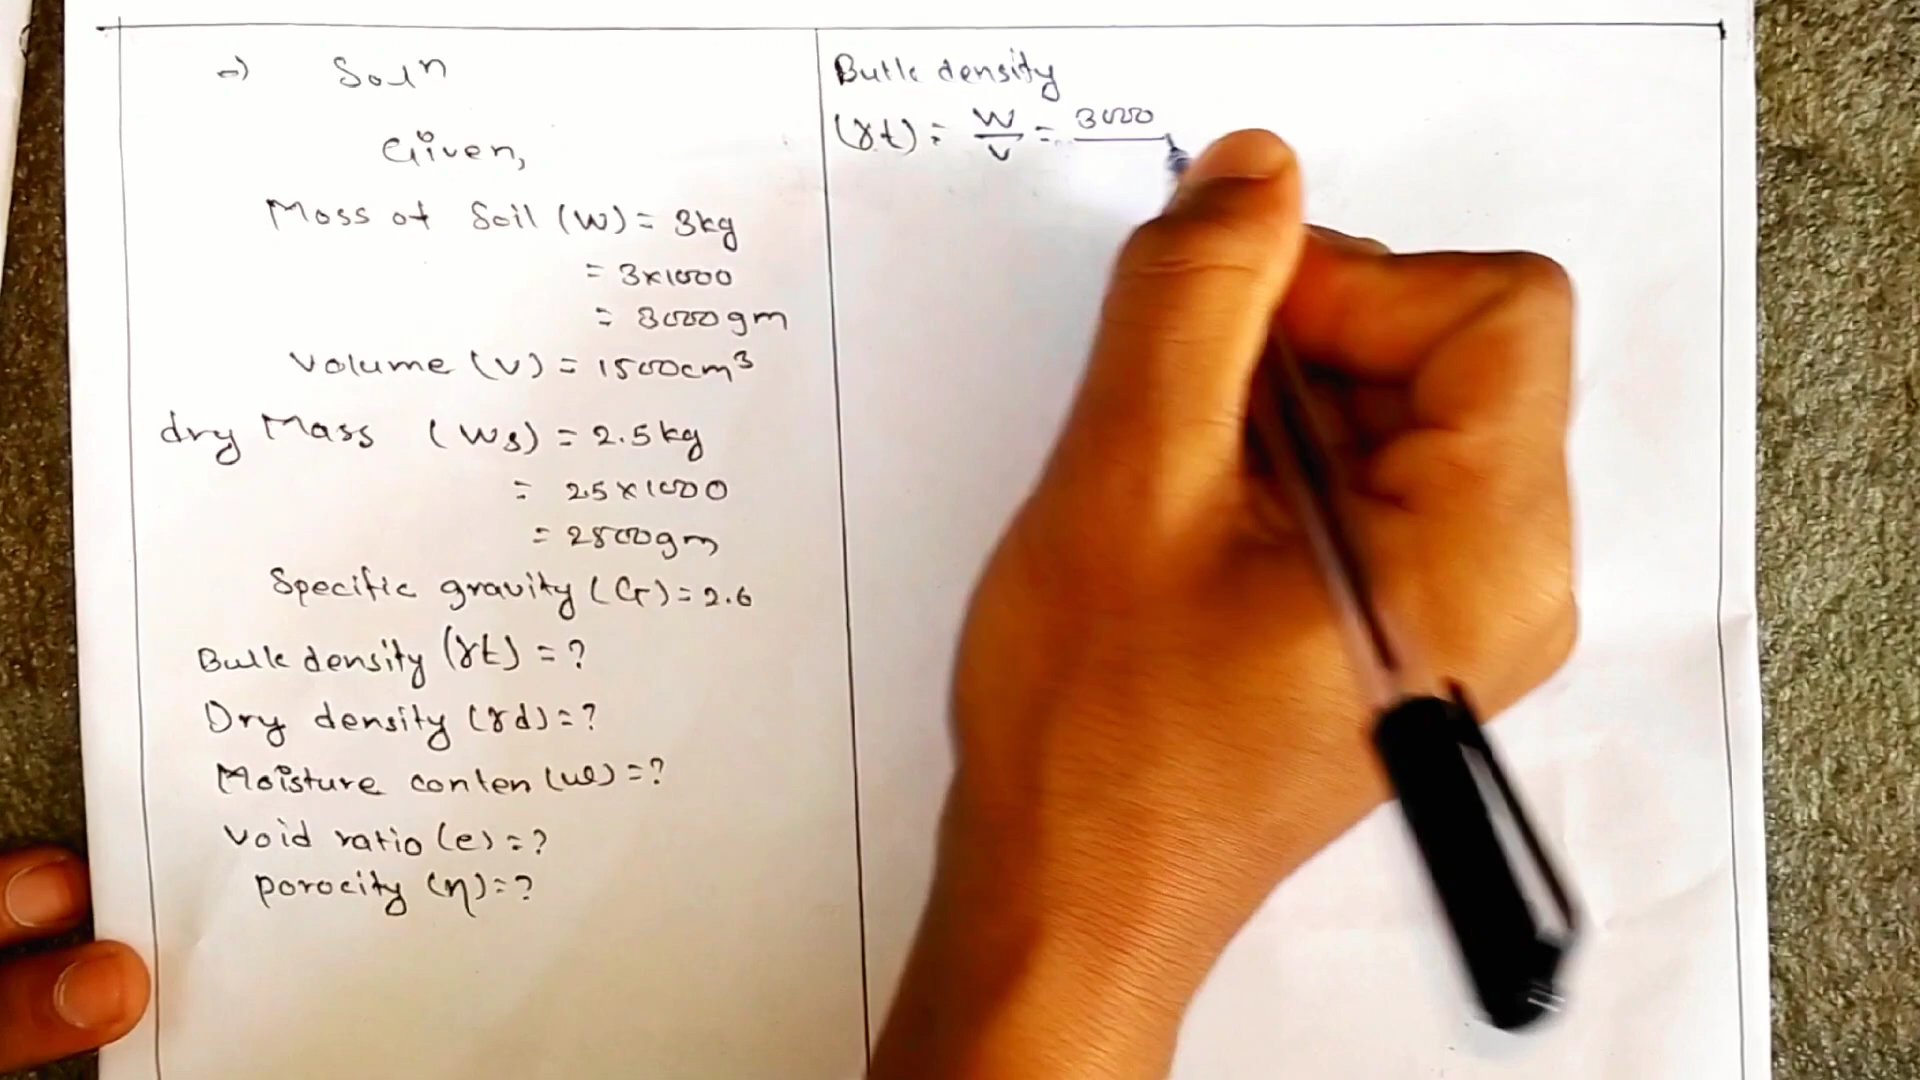 =) Solⁿ
Given,
Mass of Soil (W) = 3kg
= 3x1000
= 3000gm
Volume (V) = 1500cm³
dry Mass (Ws) = 2.5kg
= 2.5x1000
= 2500gm
Specific gravity (G) = 2.6
Bulk density (γt) = ?
Dry density (γd) = ?
Moisture conten (w) = ?
Void ratio (e) = ?
porocity (η) = ?
Bulk density
(γt) = W/V = 3000